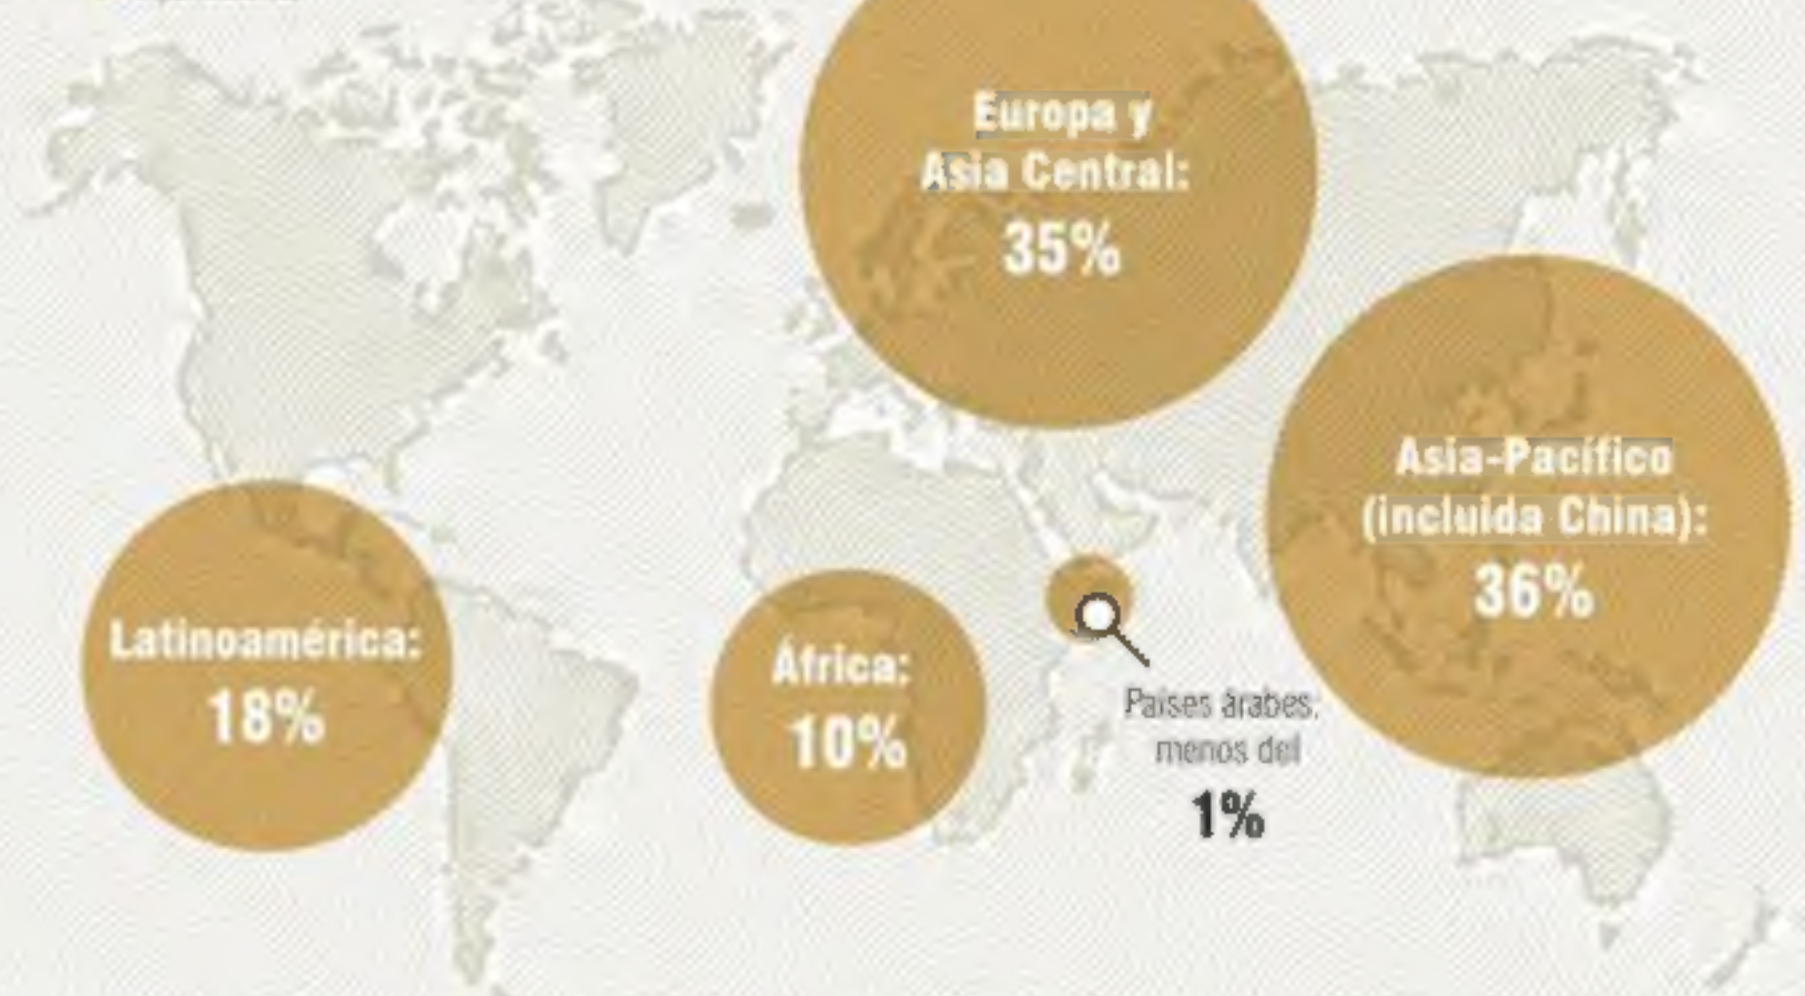 Europa y
Asia Central:
35%
Asia-Pacífico
(incluida China):
36%
Latinoamérica:
18%
África:
10%
Países árabes:
menos del
1%